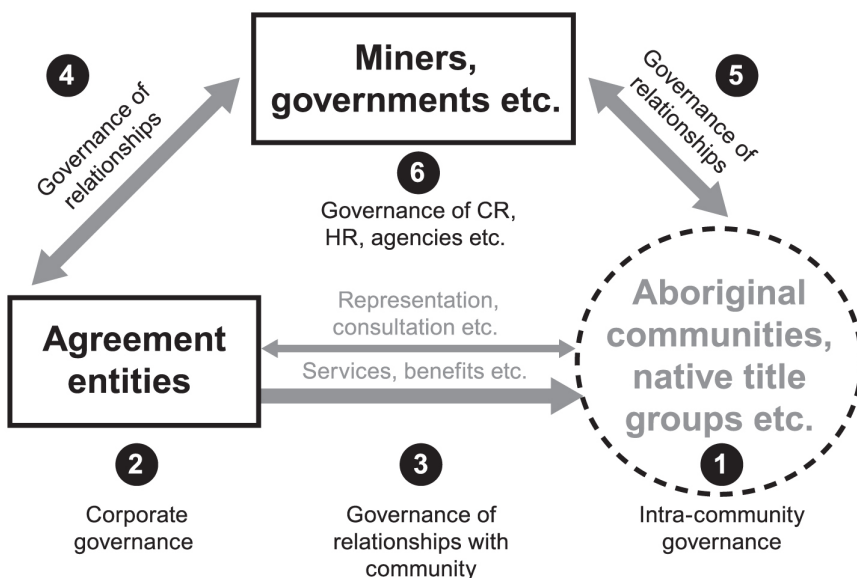 4
Governance of
relationships
Miners,
governments etc.
5
Governance of
relationships
6
Governance of CR,
HR, agencies etc.
Agreement
entities
Representation,
consultation etc.
Services, benefits etc.
Aboriginal
communities,
native title
groups etc.
2
Corporate
governance
3
Governance of
relationships with
community
1
Intra-community
governance